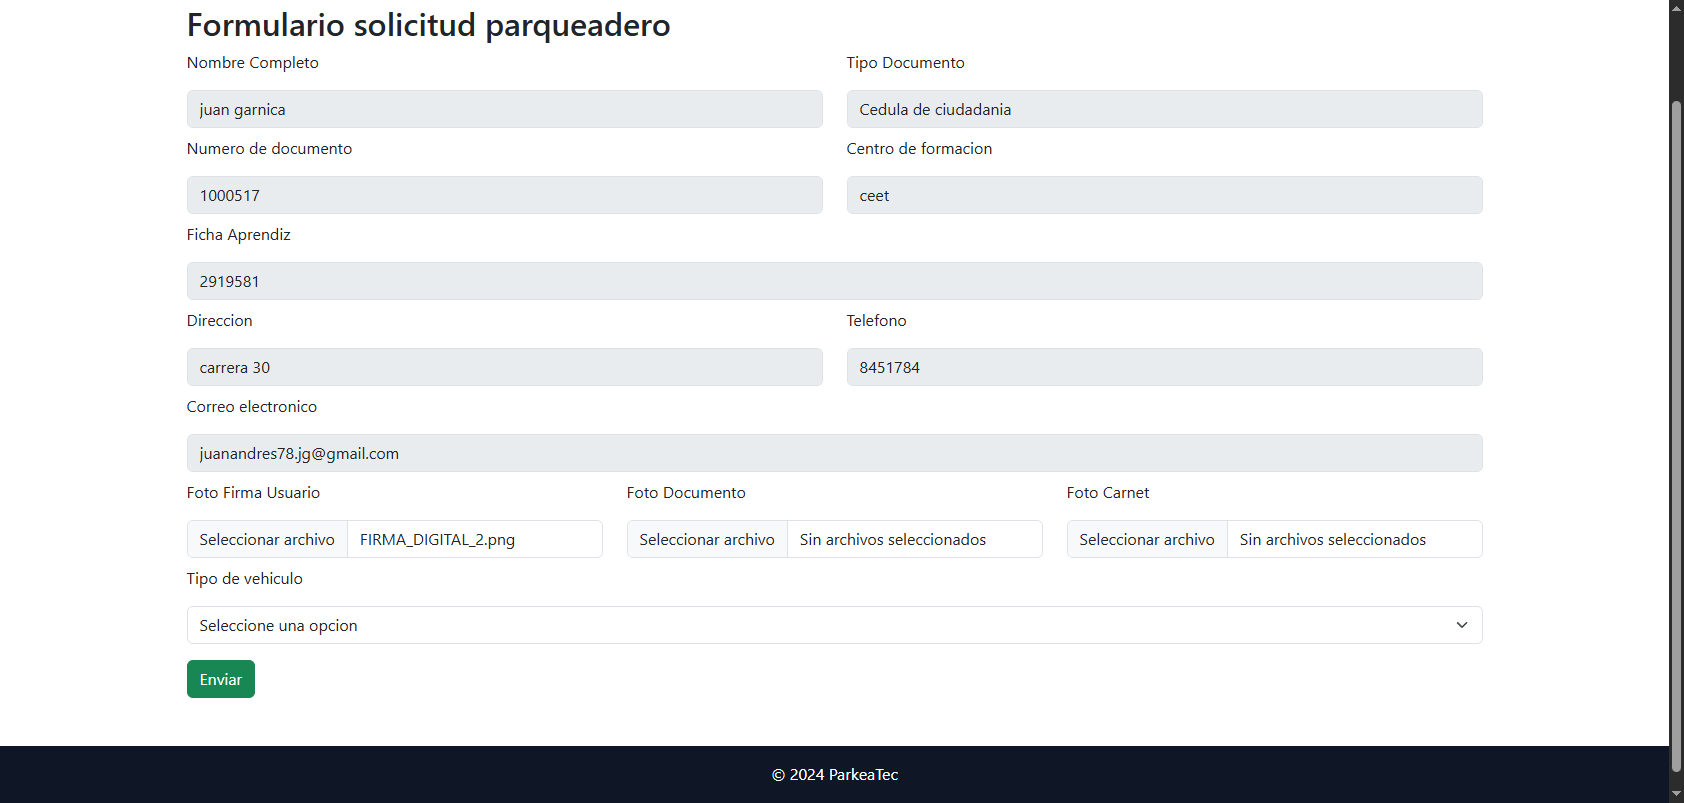 Formulario solicitud parqueadero
Nombre Completo
Tipo Documento
juan garnica
Cedula de ciudadania
Numero de documento
Centro de formacion
1000517
ceet
Ficha Aprendiz
2919581
Direccion
Telefono
carrera 30
8451784
Correo electronico
juanandres78.jg@gmail.com
Foto Firma Usuario
Foto Documento
Foto Carnet
Seleccionar archivo FIRMA_DIGITAL_2.png
Seleccionar archivo Sin archivos seleccionados
Seleccionar archivo Sin archivos seleccionados
Tipo de vehiculo
Seleccione una opcion
Enviar
© 2024 ParkeaTec